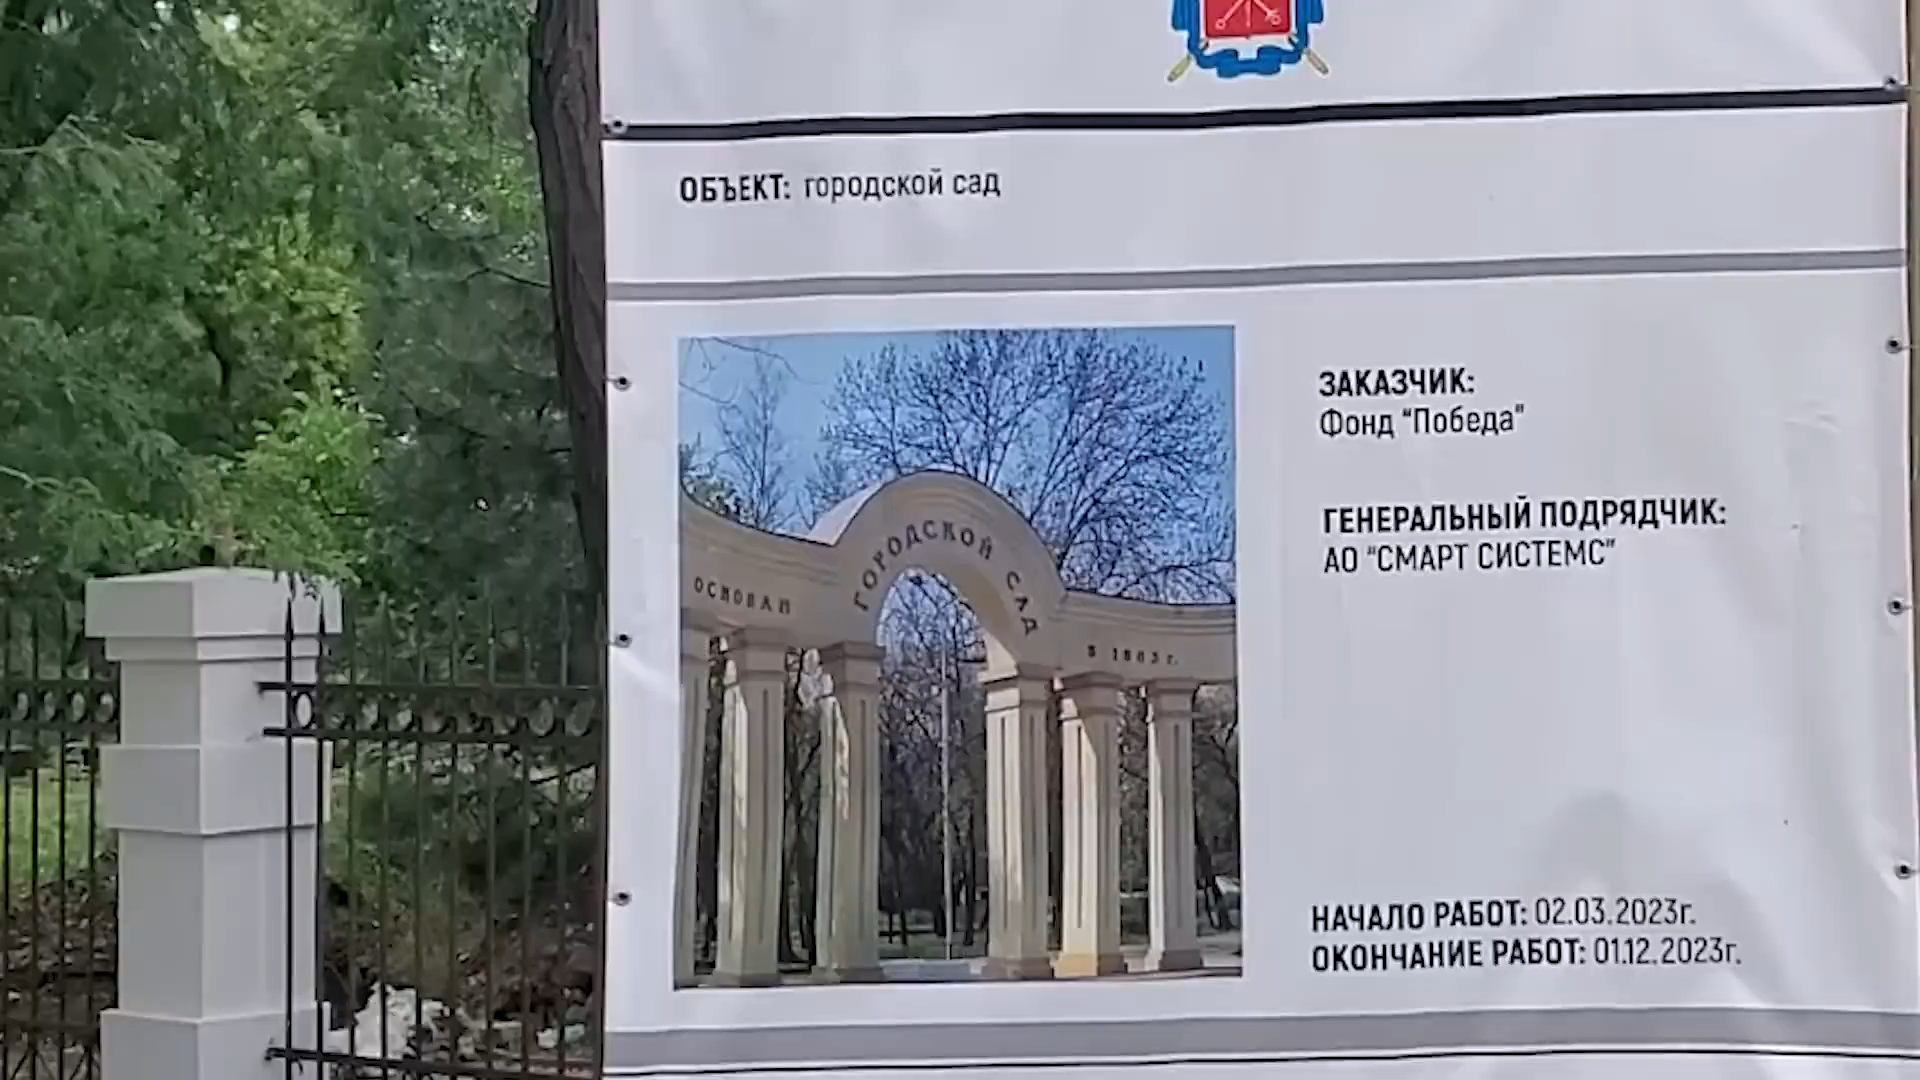 ОБЪЕКТ: городской сад
ЗАКАЗЧИК:
Фонд "Победа"
ГЕНЕРАЛЬНЫЙ ПОДРЯДЧИК:
АО "СМАРТ СИСТЕМС"
ГОРОДСКОЙ САД
ОСНОВАН
В 1863 г.
НАЧАЛО РАБОТ: 02.03.2023г.
ОКОНЧАНИЕ РАБОТ: 01.12.2023г.